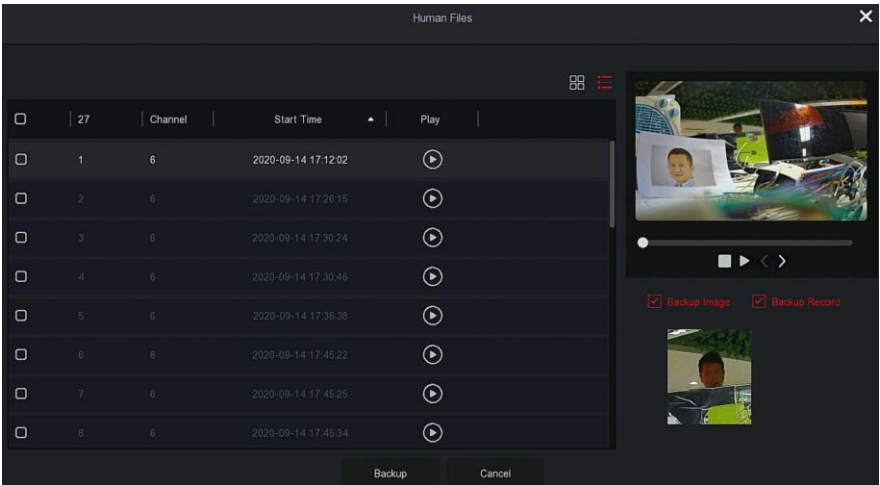 Human Files
27 Channel Start Time Play
1 6 2020-09-14 17:12:02
2 6 2020-09-14 17:26:15
3 6 2020-09-14 17:30:24
4 6 2020-09-14 17:30:46
5 6 2020-09-14 17:36:38
6 6 2020-09-14 17:45:22
7 6 2020-09-14 17:45:25
8 6 2020-09-14 17:45:34
Backup Image Backup Record
Backup Cancel